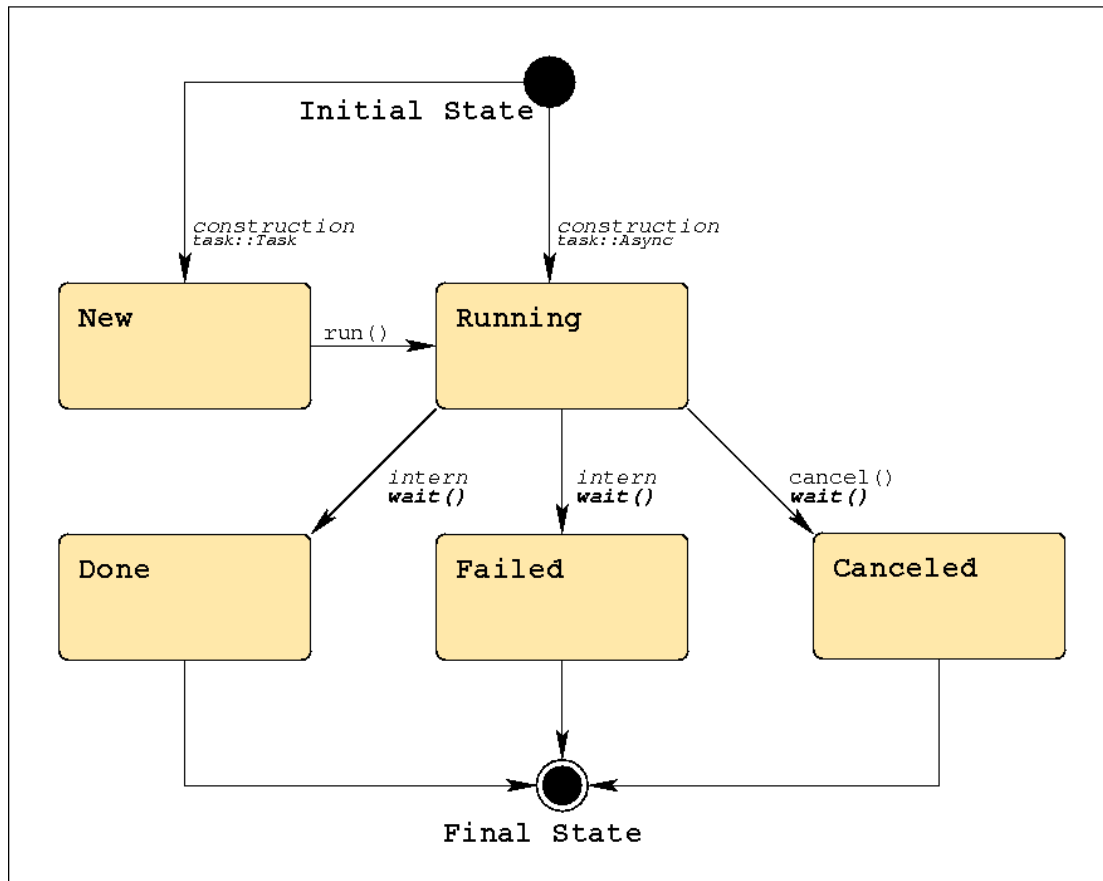 Initial State
construction
task::Task
construction
task::Async
New
run()
Running
intern
wait()
intern
wait()
cancel()
wait()
Done
Failed
Canceled
Final State